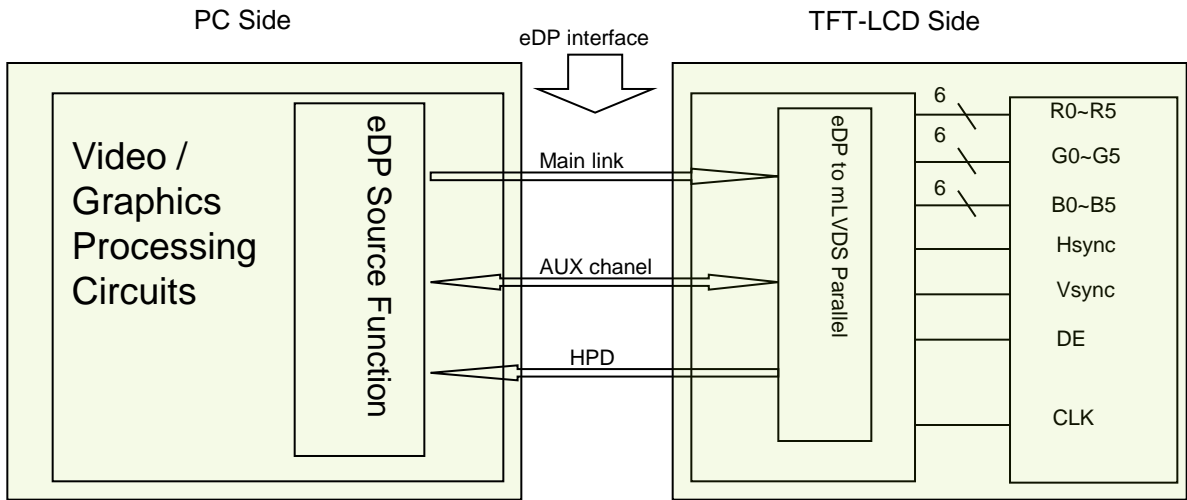 PC Side
eDP interface
TFT-LCD Side
Video /
Graphics
Processing
Circuits
eDP Source Function
Main link
AUX chanel
HPD
eDP to mLVDS Parallel
6
R0~R5
6
G0~G5
6
B0~B5
Hsync
Vsync
DE
CLK